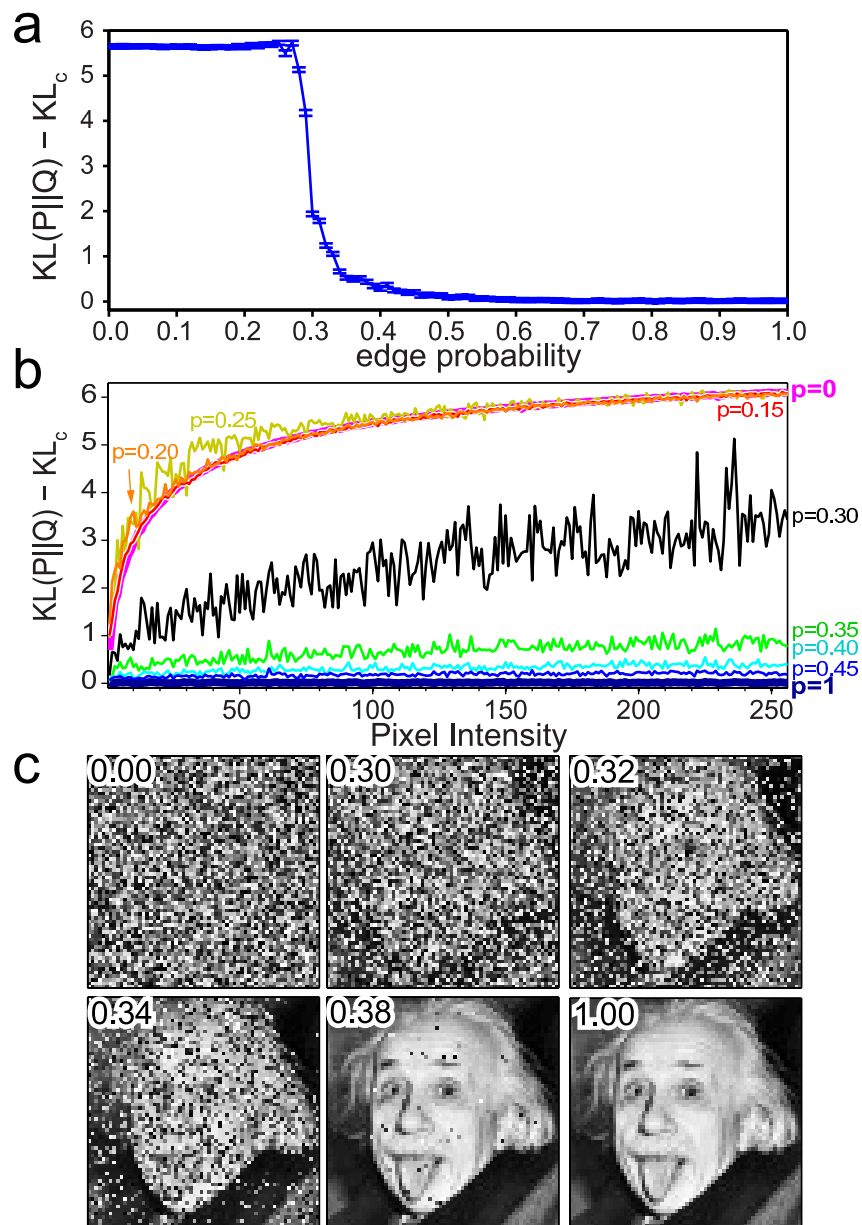 a
KL(P||Q) − KL_c
6
5
4
3
2
1
0
0.0 0.1 0.2 0.3 0.4 0.5 0.6 0.7 0.8 0.9 1.0
edge probability
b
KL(P||Q) − KL_c
6
5
4
3
2
1
0
p=0.25
p=0.20
p=0
p=0.15
p=0.30
p=0.35
p=0.40
p=0.45
p=1
50 100 150 200 250
Pixel Intensity
c
0.00 0.30 0.32
0.34 0.38 1.00